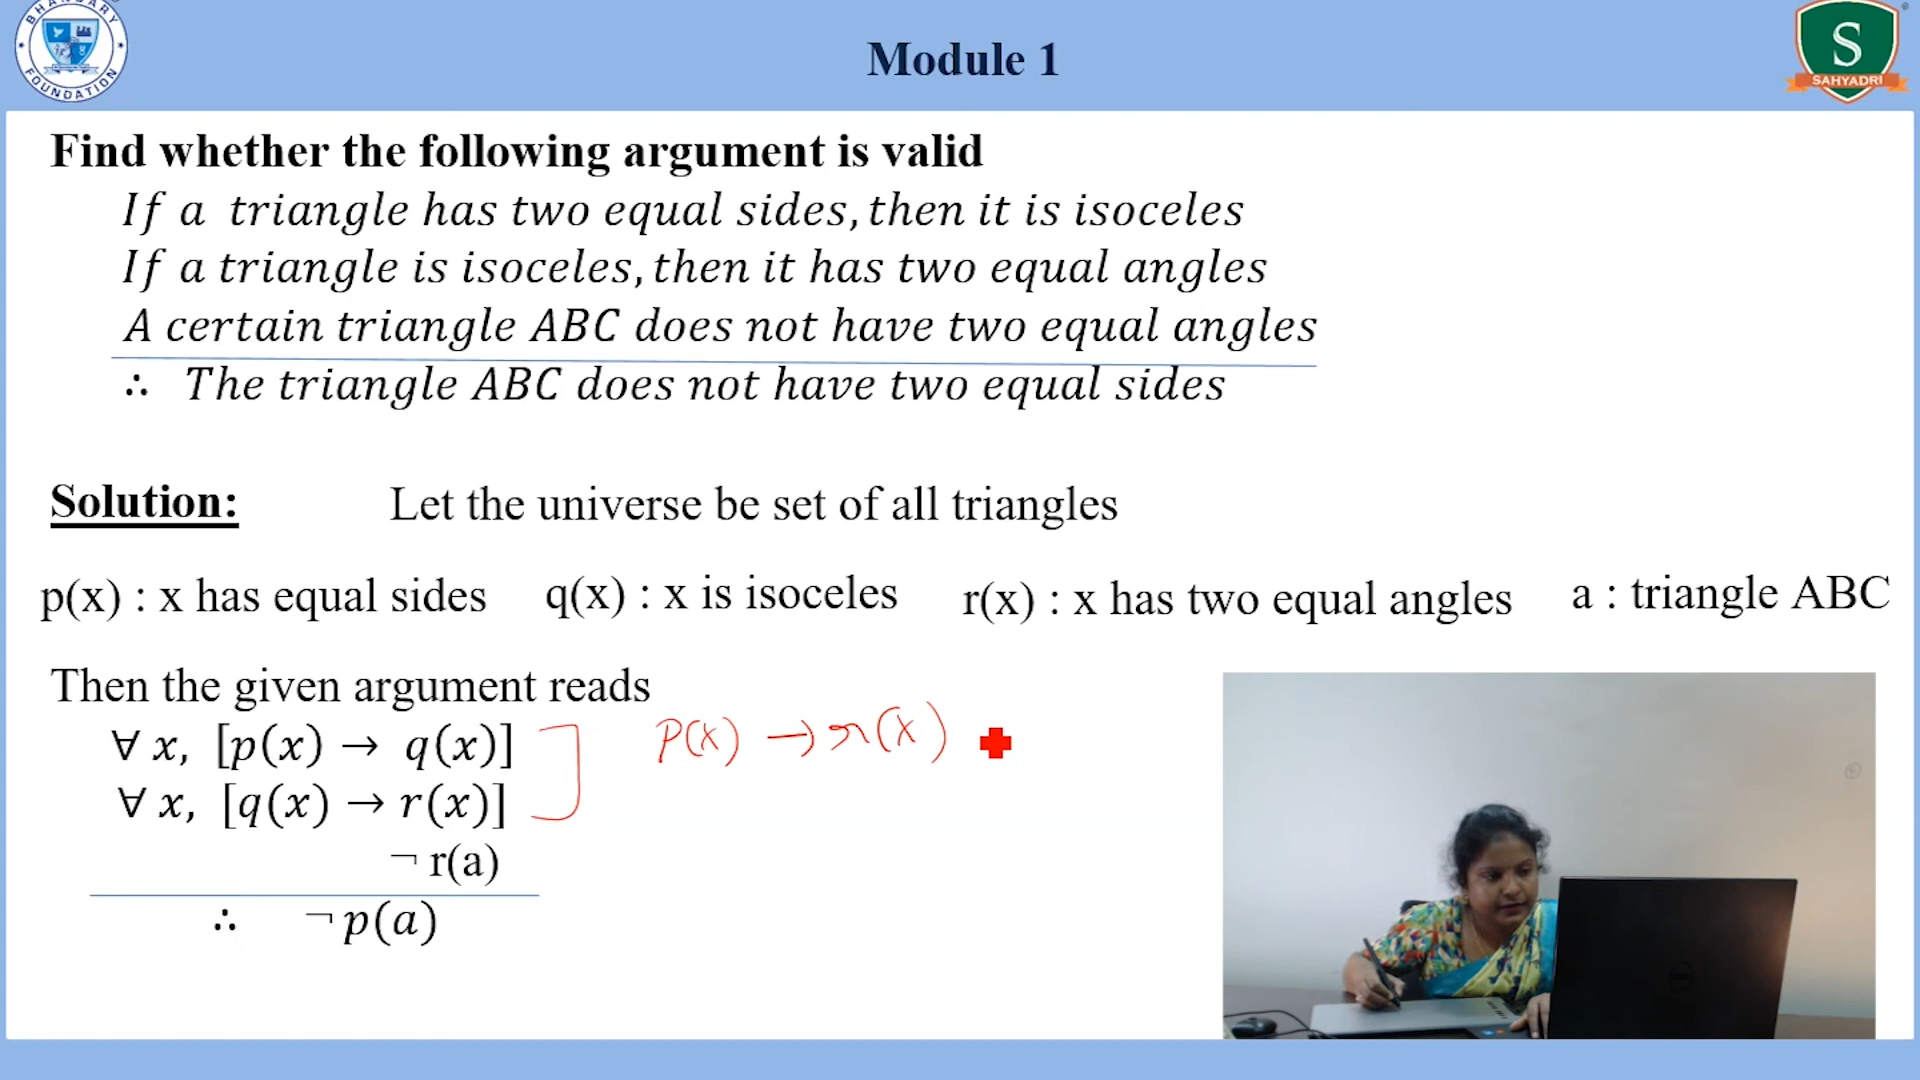 BHANDARY
FOUNDATION
Module 1
S
SAHYADRI
Find whether the following argument is valid
If a triangle has two equal sides, then it is isoceles
If a triangle is isoceles, then it has two equal angles
A certain triangle ABC does not have two equal angles
∴ The triangle ABC does not have two equal sides
Solution: Let the universe be set of all triangles
p(x) : x has equal sides q(x) : x is isoceles r(x) : x has two equal angles a : triangle ABC
Then the given argument reads
∀ x, [p(x) → q(x)] p(x) → r(x)
∀ x, [q(x) → r(x)]
¬ r(a)
∴ ¬ p(a)